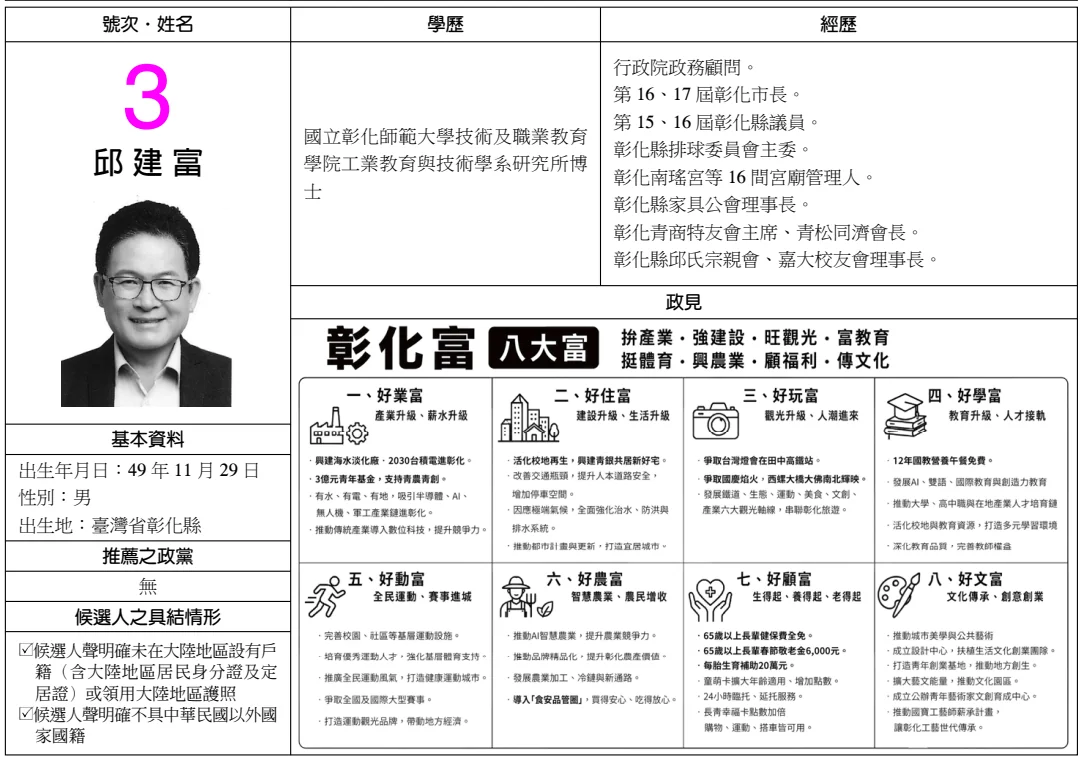 號次・姓名
學歷
經歷
3
邱建富
國立彰化師範大學技術及職業教育
學院工業教育與技術學系研究所博
士
行政院政務顧問。
第 16、17 屆彰化市長。
第 15、16 屆彰化縣議員。
彰化縣排球委員會主委。
彰化南瑤宮等 16 間宮廟管理人。
彰化縣家具公會理事長。
彰化青商特友會主席、青松同濟會長。
彰化縣邱氏宗親會、嘉大校友會理事長。
基本資料
出生年月日：49 年 11 月 29 日
性別：男
出生地：臺灣省彰化縣
推薦之政黨
無
候選人之具結情形
☑候選人聲明確未在大陸地區設有戶
籍（含大陸地區居民身分證及定
居證）或領用大陸地區護照
☑候選人聲明確不具中華民國以外國
家國籍
政見
彰化富 八大富
拚產業・強建設・旺觀光・富教育
挺體育・興農業・顧福利・傳文化
一、好業富
產業升級、薪水升級
・興建海水淡化廠・2030台積電進彰化。
・3億元青年基金，支持青農青創。
・有水、有電、有地，吸引半導體、AI、
無人機、軍工產業鏈進彰化。
・推動傳統產業導入數位科技，提升競爭力。
二、好住富
建設升級、生活升級
・活化校地再生，興建青銀共居新好宅。
・改善交通瓶頸，提升人本道路安全，
增加停車空間。
・因應極端氣候，全面強化治水、防洪與
排水系統。
・推動都市計畫與更新，打造宜居城市。
三、好玩富
觀光升級、人潮進來
・爭取台灣燈會在田中高鐵站。
・爭取國慶焰火，西螺大橋大佛南北輝映。
・發展鐵道、生態、運動、美食、文創、
產業六大觀光軸線，串聯彰化旅遊。
四、好學富
教育升級、人才接軌
・12年國教營養午餐免費。
・發展AI、雙語、國際教育與創造力教育
・推動大學、高中職與在地產業人才培育鏈
・活化校地與教育資源，打造多元學習環境
・深化教育品質，完善教師權益
五、好動富
全民運動、賽事進城
・完善校園、社區等基層運動設施。
・培育優秀運動人才，強化基層體育支持。
・推廣全民運動風氣，打造健康運動城市。
・爭取全國及國際大型賽事。
・打造運動觀光品牌，帶動地方經濟。
六、好農富
智慧農業、農民增收
・推動AI智慧農業，提升農業競爭力。
・推動品牌精品化，提升彰化農產價值。
・發展農業加工、冷鏈與新通路。
・導入「食安品管圈」，買得安心、吃得放心。
七、好顧富
生得起、養得起、老得起
・65歲以上長輩健保費全免。
・65歲以上長輩春節敬老金6,000元。
・每胎生育補助20萬元。
・童萌卡擴大年齡適用、增加點數。
・24小時臨托、延托服務。
・長青幸福卡點數加倍
購物、運動、搭車皆可用。
八、好文富
文化傳承、創意創業
・推動城市美學與公共藝術
・成立設計中心，扶植生活文化創業團隊。
・打造青創業基地，推動地方創生。
・擴大藝文能量，推動文化園區。
・成立公辦青年藝術家文創育成中心。
・推動國寶工藝師薪承計畫，
讓彰化工藝世代傳承。